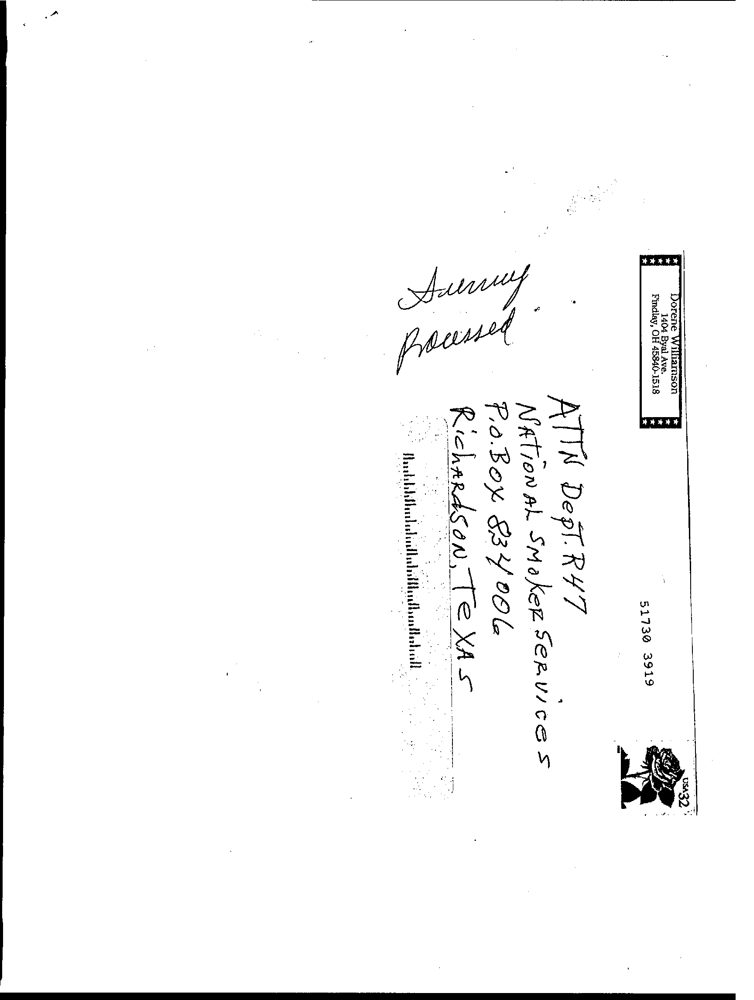 Dorene Williamson
1404 Byal Ave.
Findlay, OH 45840-1518
51730 3919
USA 32
ATTN Dept. R47
NATIONAL SMOKER SERVICES
P.O. BOX 834006
RICHARDSON, TEXAS
Survey
Processed